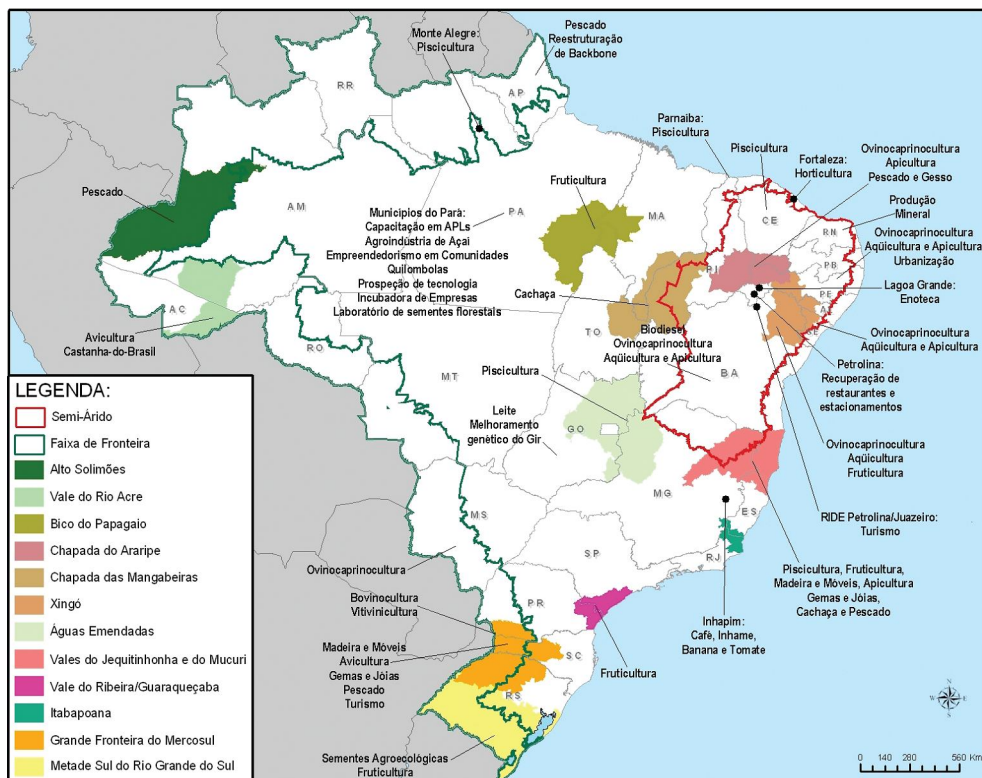 Monte Alegre:
Piscicultura
Pescado
Reestruturação
de Backbone
RR
AP
Parnaiba:
Piscicultura
Piscicultura
Fortaleza:
Horticultura
Ovinocaprinocultura
Apicultura
Pescado e Gesso
Pescado
AM
Municípios do Pará:
Capacitação em APLs
Agroindústria de Açaí
Empreendedorismo em Comunidades
Quilombolas
Prospeção de tecnologia
Incubadora de Empresas
Laboratório de sementes florestais
PA
Fruticultura
MA
CE
RN
Produção
Mineral
Ovinocaprinocultura
Aqüicultura e Apicultura
Urbanização
PB
PI
PE
Lagoa Grande:
Enoteca
Cachaça
TO
AC
Avicultura
Castanha-do-Brasil
RO
MT
Biodiesel
Ovinocaprinocultura
Aqüicultura e Apicultura
BA
SE
Ovinocaprinocultura
Aqüicultura e Apicultura
Petrolina:
Recuperação de
restaurantes e
estacionamentos
Piscicultura
Leite
Melhoramento
genético do Gir
GO
Ovinocaprinocultura
Aqüicultura
Fruticultura
MG
ES
RIDE Petrolina/Juazeiro:
Turismo
MS
SP
RJ
Ovinocaprinocultura
Piscicultura, Fruticultura,
Madeira e Móveis, Apicultura
Gemas e Jóias,
Cachaça e Pescado
Bovinocultura
Vitivinicultura
PR
Inhapim:
Café, Inhame,
Banana e Tomate
Madeira e Móveis
Avicultura
Gemas e Jóias
Pescado
Turismo
SC
Fruticultura
RS
Sementes Agroecológicas
Fruticultura
LEGENDA:
Semi-Árido
Faixa de Fronteira
Alto Solimões
Vale do Rio Acre
Bico do Papagaio
Chapada do Araripe
Chapada das Mangabeiras
Xingó
Águas Emendadas
Vales do Jequitinhonha e do Mucuri
Vale do Ribeira/Guaraqueçaba
Itabapoana
Grande Fronteira do Mercosul
Metade Sul do Rio Grande do Sul
N
W
E
S
0 140 280 560 Km